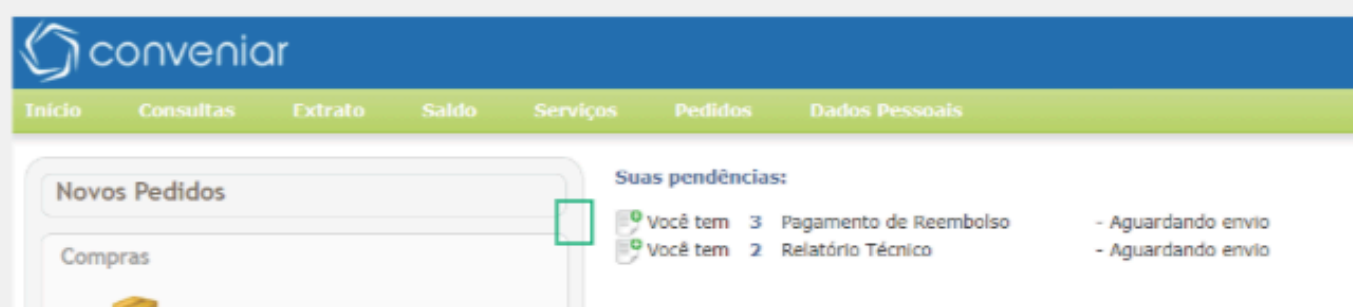 conveniar
Início Consultas Extrato Saldo Serviços Pedidos Dados Pessoais
Novos Pedidos
Compras
Suas pendências:
Você tem 3 Pagamento de Reembolso - Aguardando envio
Você tem 2 Relatório Técnico - Aguardando envio